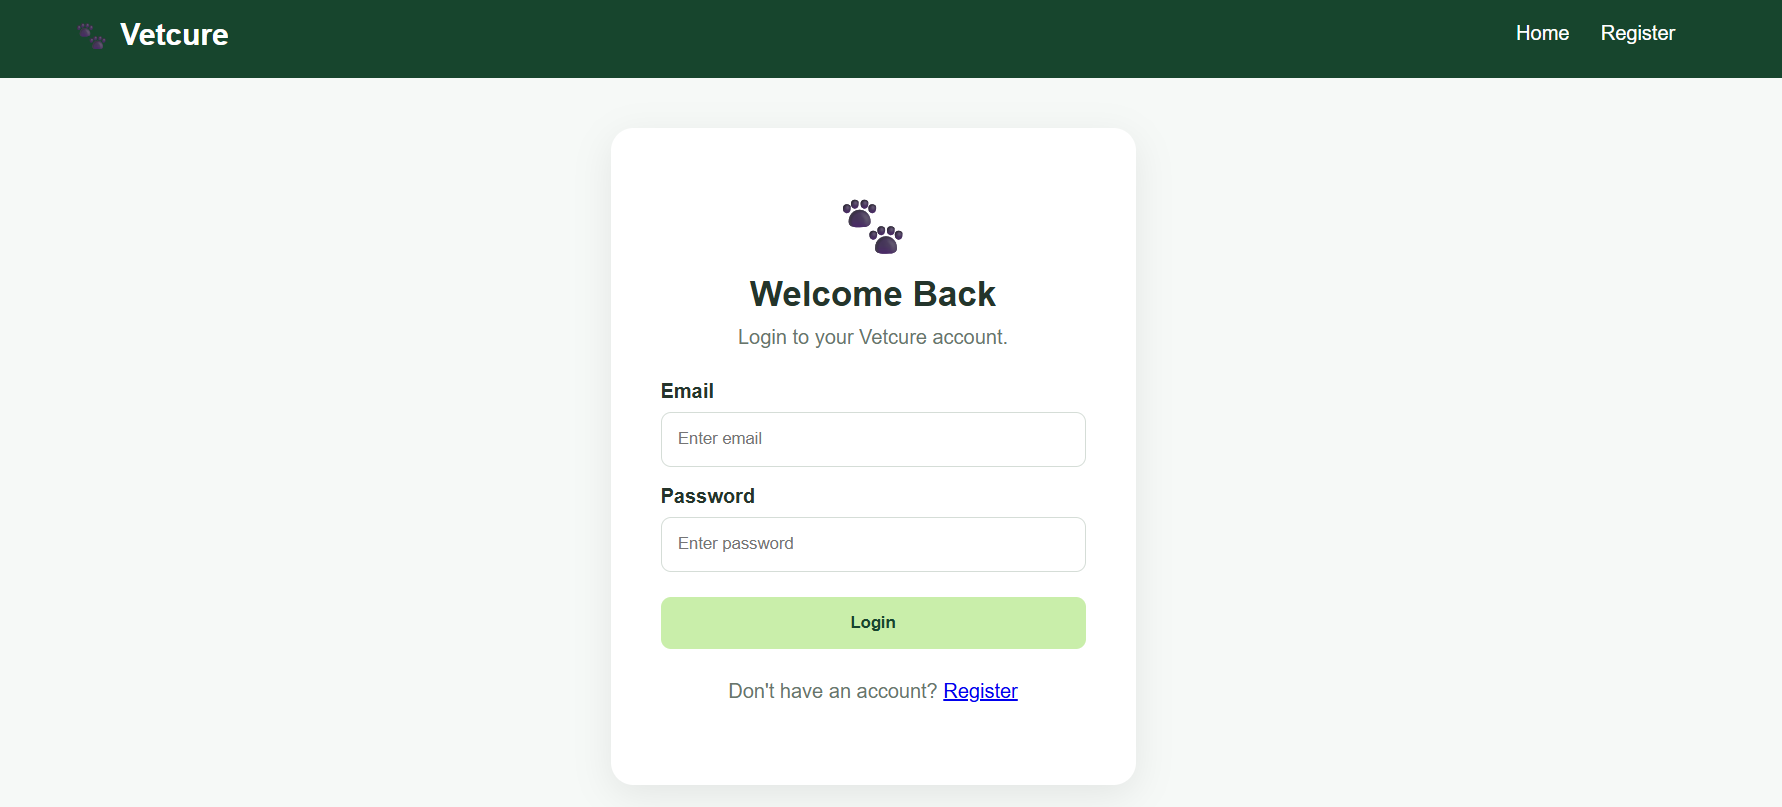 Vetcure
Home
Register
Welcome Back
Login to your Vetcure account.
Email
Enter email
Password
Enter password
Login
Don't have an account? Register